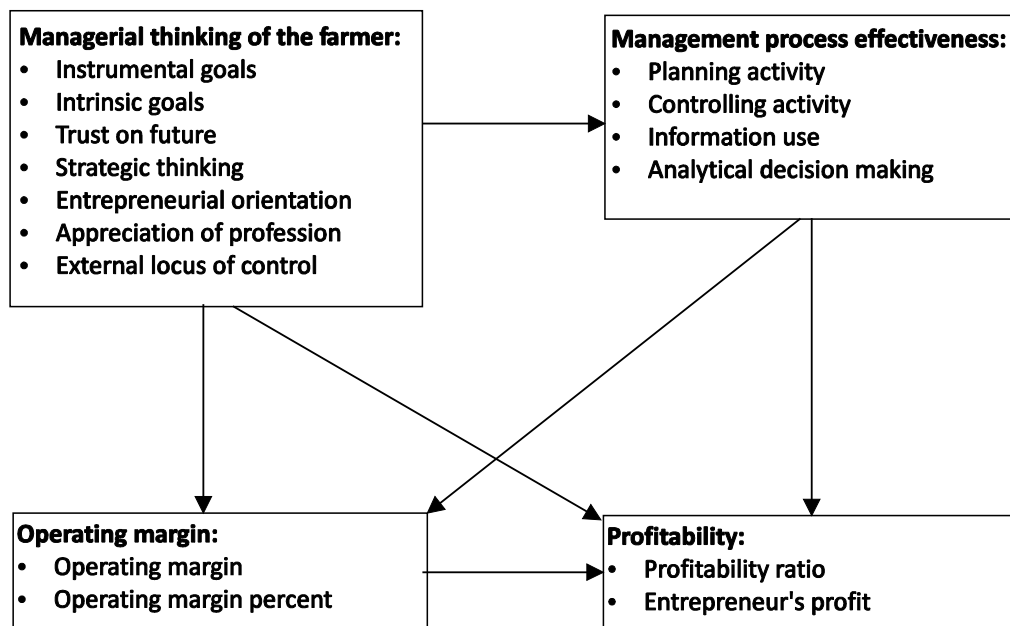 Managerial thinking of the farmer:
• Instrumental goals
• Intrinsic goals
• Trust on future
• Strategic thinking
• Entrepreneurial orientation
• Appreciation of profession
• External locus of control
Management process effectiveness:
• Planning activity
• Controlling activity
• Information use
• Analytical decision making
Operating margin:
• Operating margin
• Operating margin percent
Profitability:
• Profitability ratio
• Entrepreneur's profit